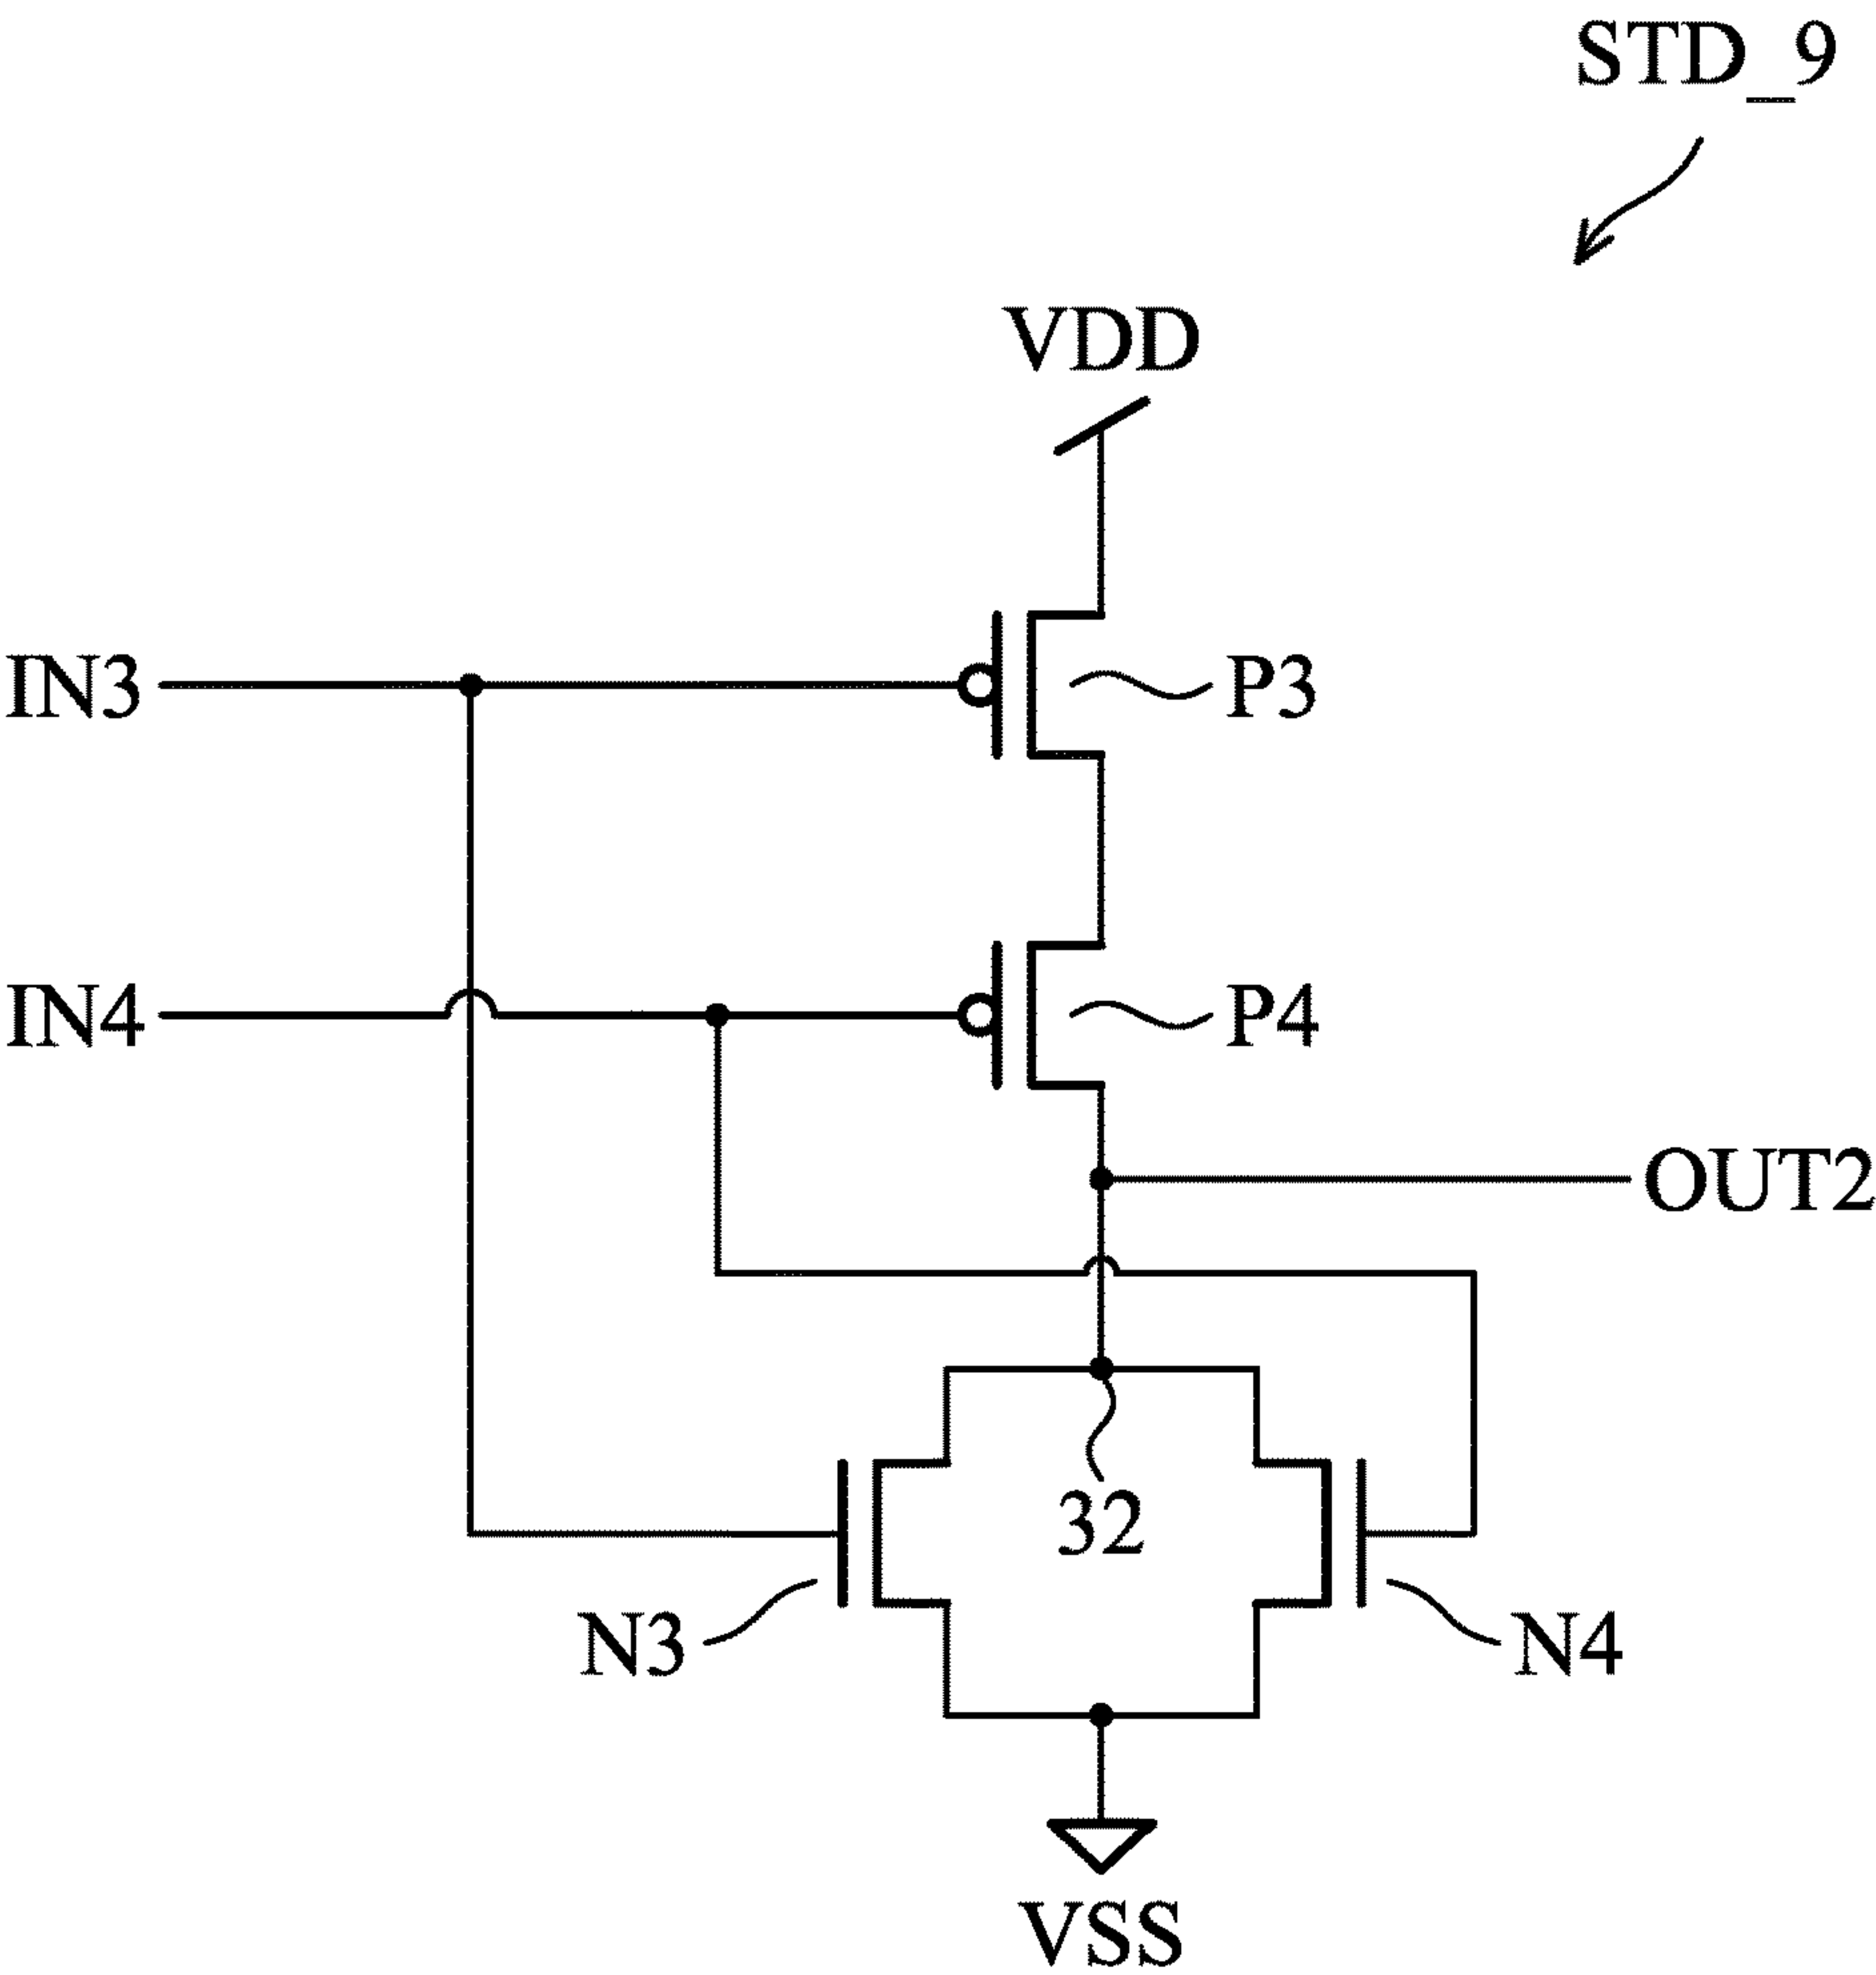 STD_9
VDD
IN3
P3
IN4
P4
OUT2
32
N3
N4
VSS